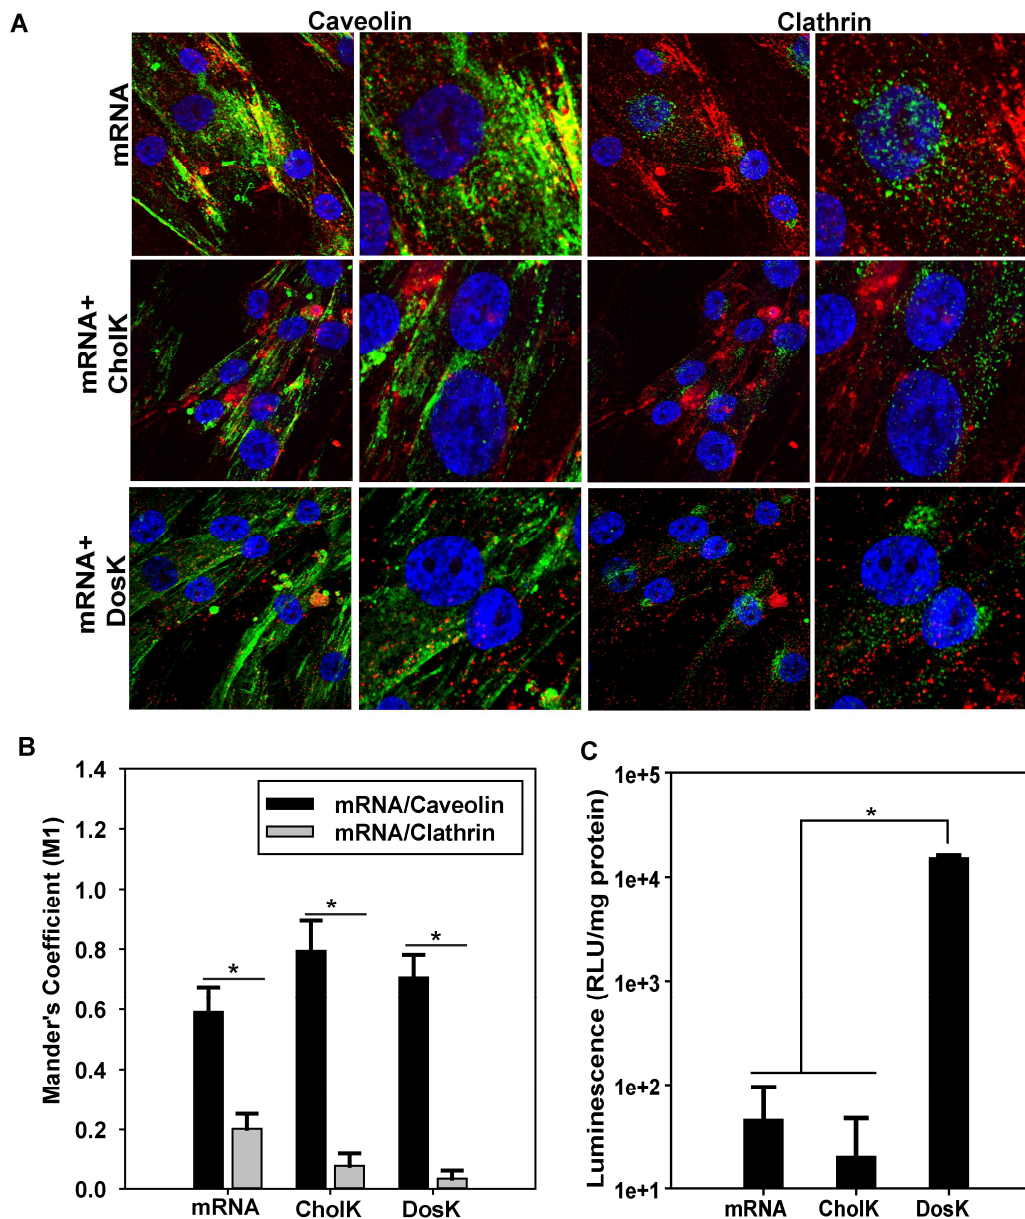 A
Caveolin
Clathrin
mRNA
mRNA+
CholK
mRNA+
DosK
B
Mander's Coefficient (M1)
1.4
1.2
1.0
0.8
0.6
0.4
0.2
0.0
mRNA/Caveolin
mRNA/Clathrin
*
*
*
mRNA
CholK
DosK
C
Luminescence (RLU/mg protein)
1e+5
1e+4
1e+3
1e+2
1e+1
*
mRNA
CholK
DosK